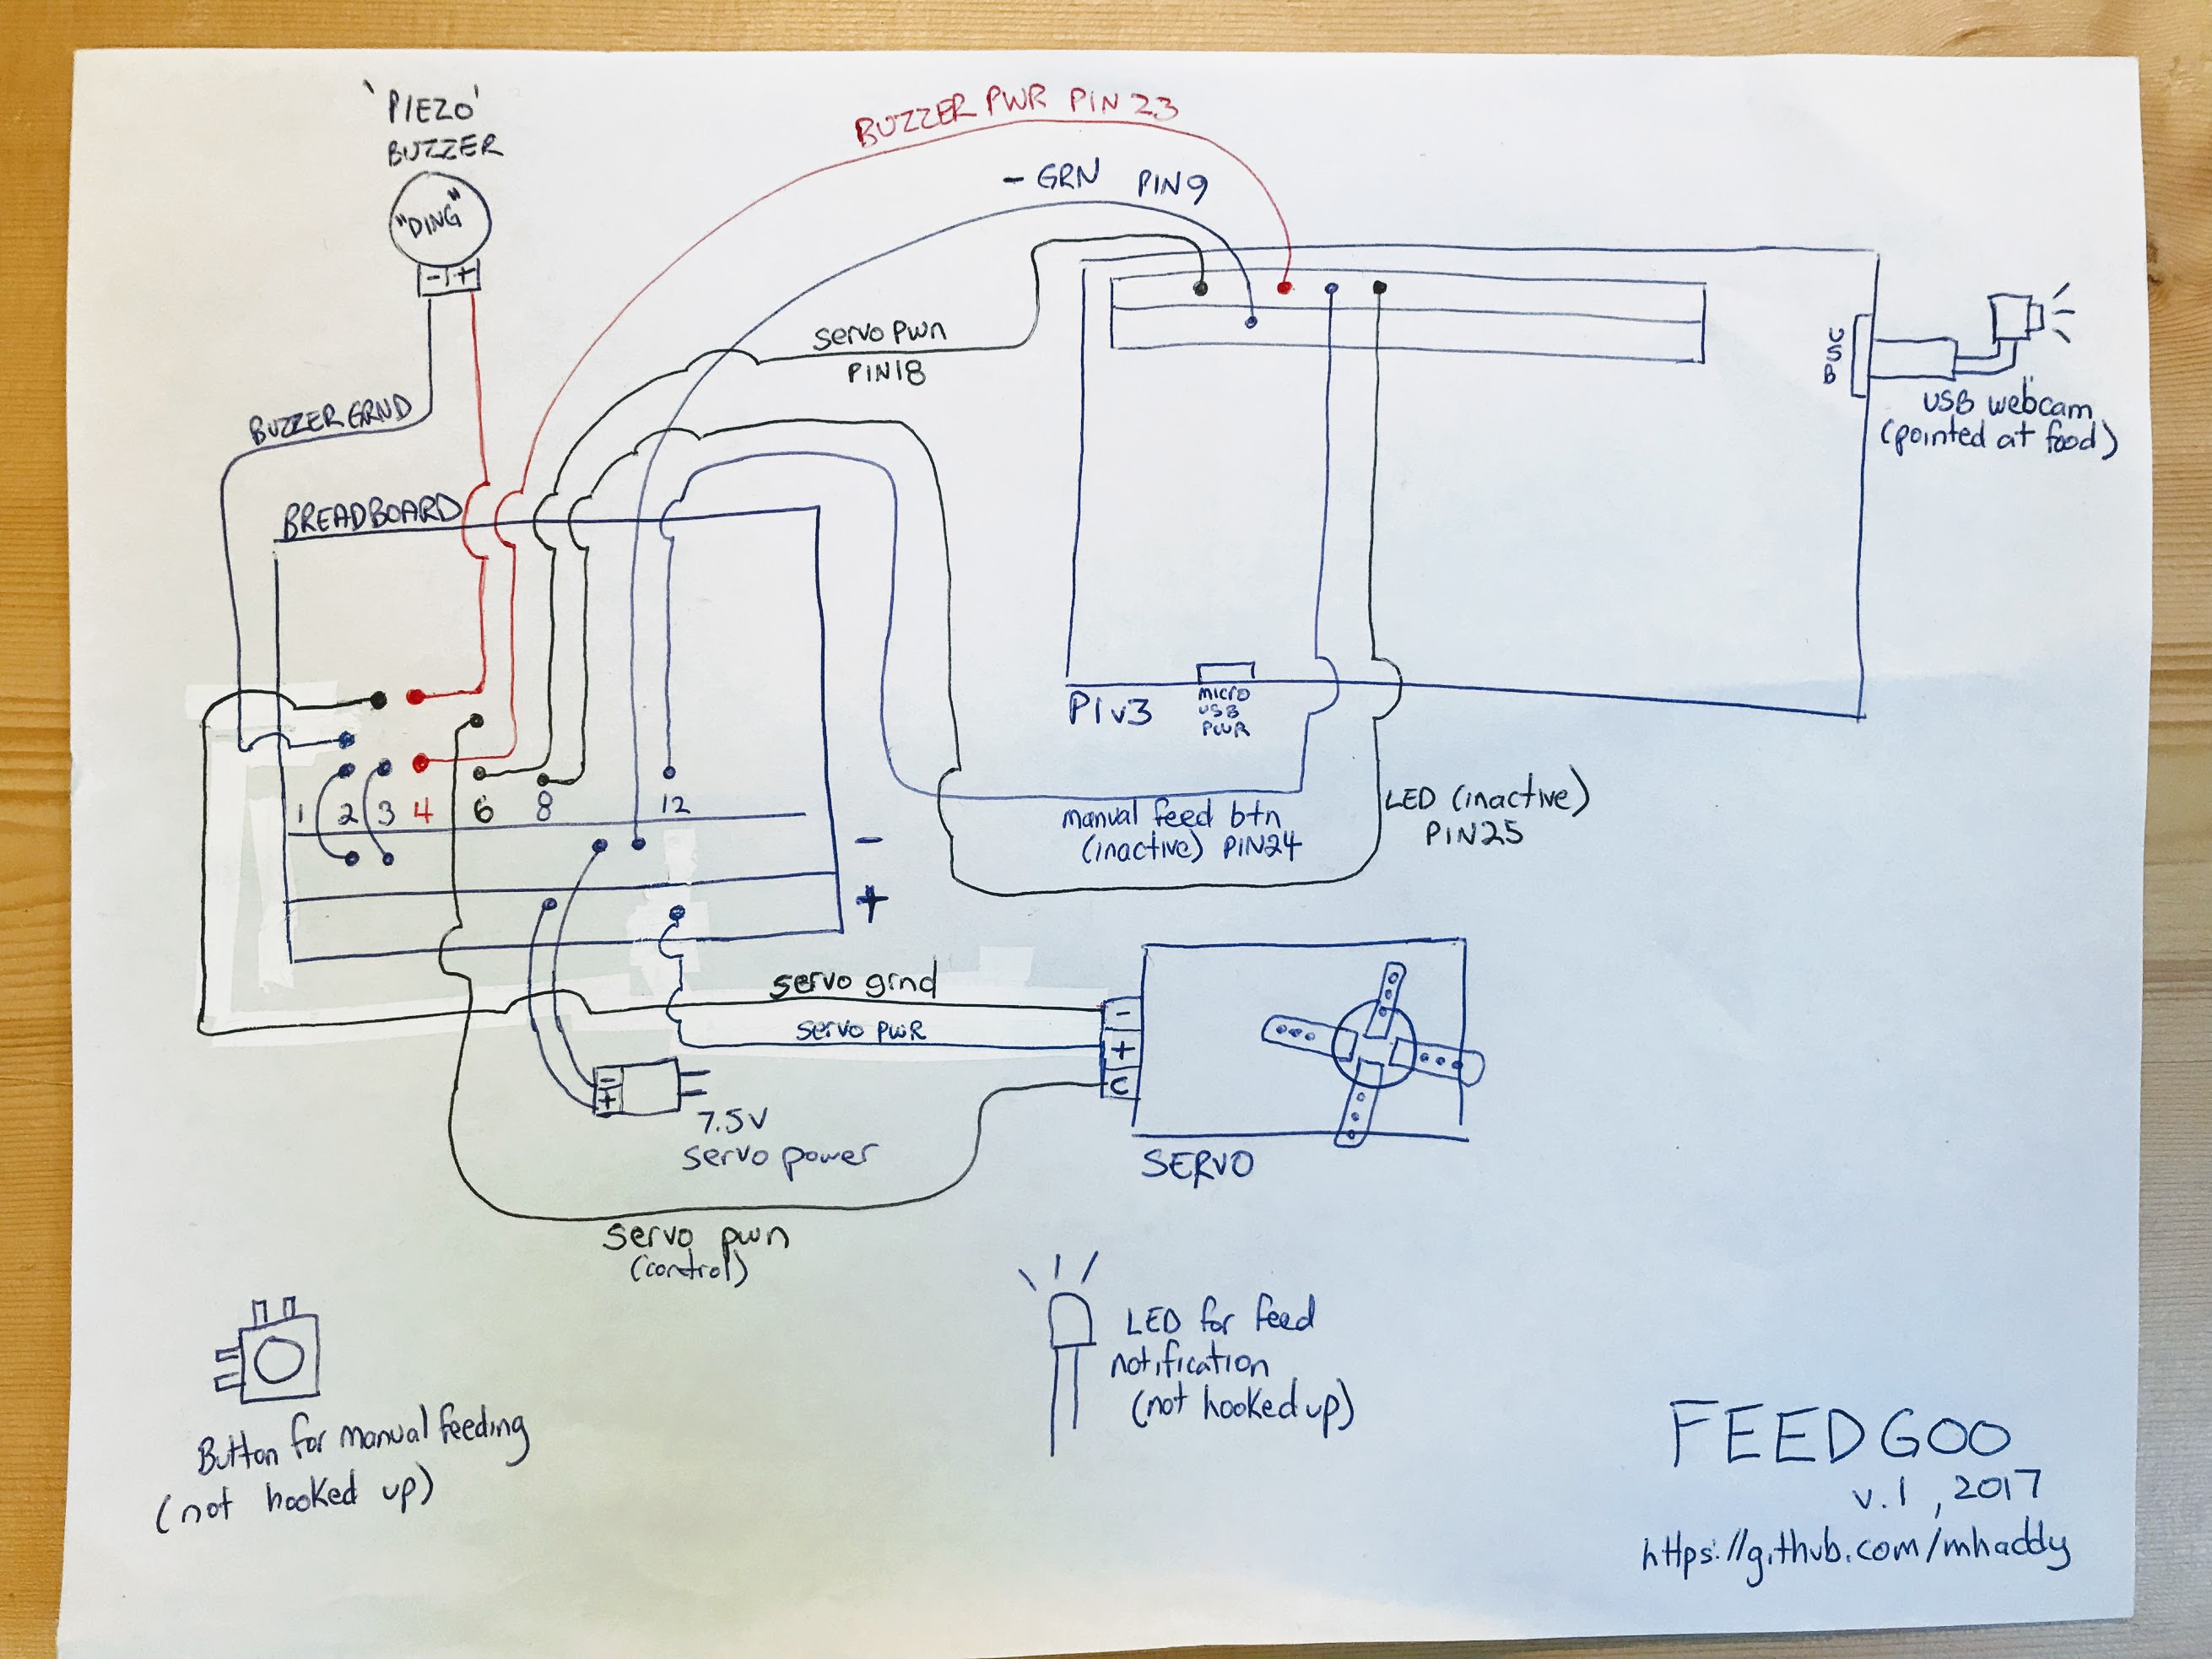 'PIEZO'
BUZZER
"DING"
- +
BUZZER PWR PIN 23
- GRN PIN 9
servo pwn
PIN18
BUZZER GRND
BREADBOARD
USB
USB webcam
(pointed at food)
PI v3
MICRO
USB
PWR
1 2 3 4 6 8 12
-
+
manual feed btn
(inactive) PIN24
LED (inactive)
PIN25
servo grnd
servo PWR
-
+
C
-
+
7.5V
servo power
SERVO
servo pwn
(control)
LED for feed
notification
(not hooked up)
Button for manual feeding
(not hooked up)
FEEDGOO
v.1, 2017
https://github.com/mhaddy